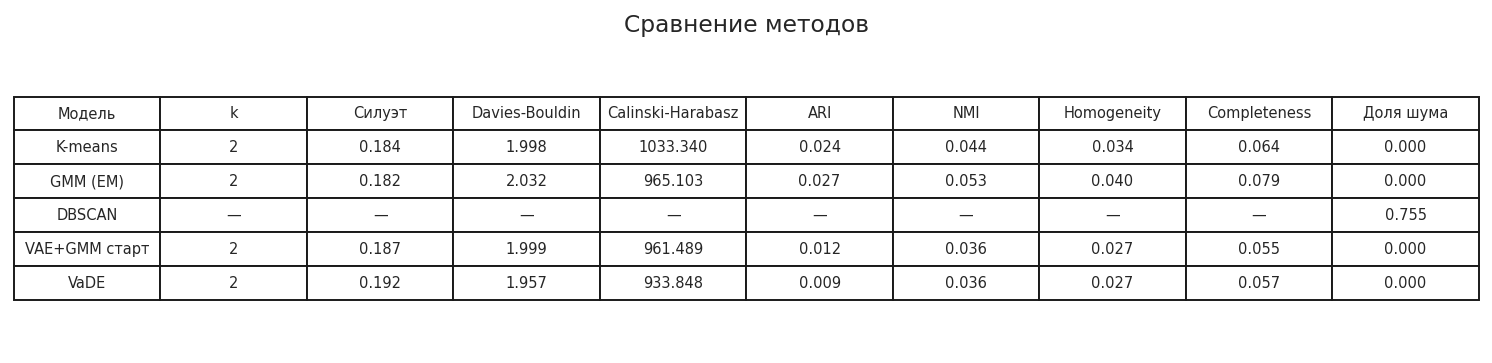 Сравнение методов
Модель k Силуэт Davies-Bouldin Calinski-Harabasz ARI NMI Homogeneity Completeness Доля шума
K-means 2 0.184 1.998 1033.340 0.024 0.044 0.034 0.064 0.000
GMM (EM) 2 0.182 2.032 965.103 0.027 0.053 0.040 0.079 0.000
DBSCAN — — — — — — — — 0.755
VAE+GMM старт 2 0.187 1.999 961.489 0.012 0.036 0.027 0.055 0.000
VaDE 2 0.192 1.957 933.848 0.009 0.036 0.027 0.057 0.000